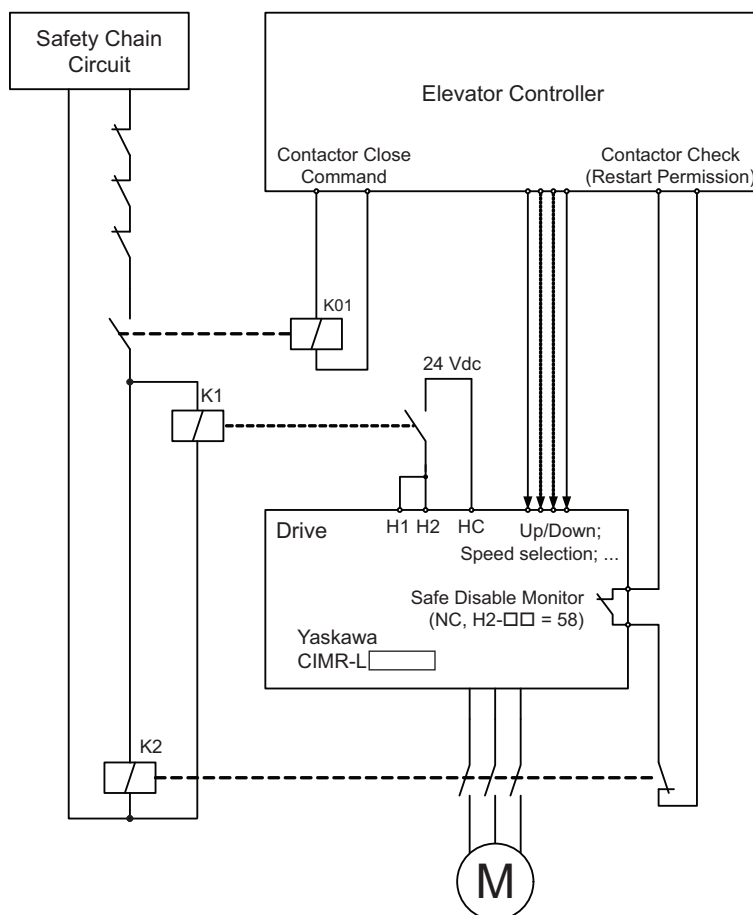 Safety Chain
Circuit
Elevator Controller
Contactor Close
Command
Contactor Check
(Restart Permission)
K01
24 Vdc
K1
H1 H2 HC
Drive
Up/Down;
Speed selection; ...
Safe Disable Monitor
(NC, H2-□□ = 58)
Yaskawa
CIMR-L
K2
M